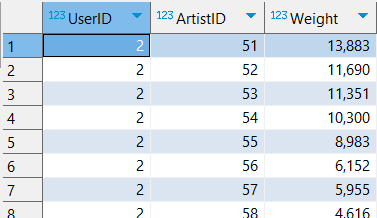 123 UserID 123 ArtistID 123 Weight
1 2 51 13,883
2 2 52 11,690
3 2 53 11,351
4 2 54 10,300
5 2 55 8,983
6 2 56 6,152
7 2 57 5,955
8 2 58 4,616